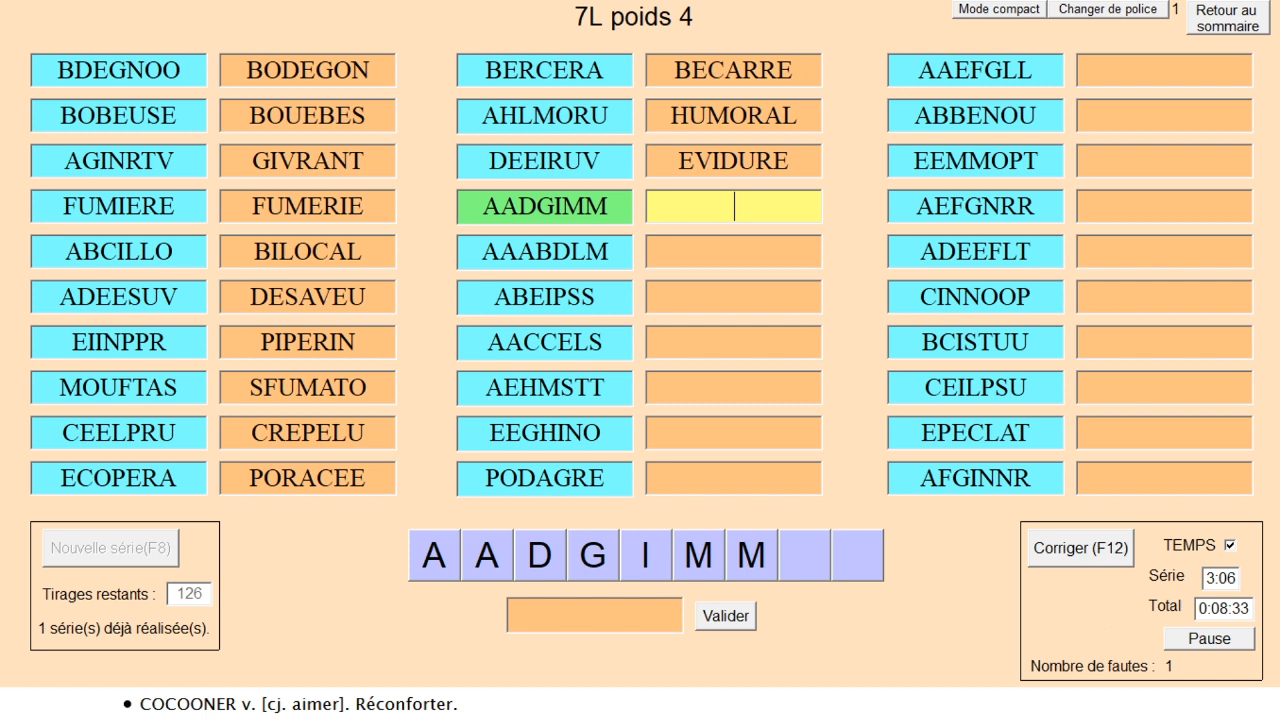 7L poids 4
Mode compact Changer de police 1 Retour au sommaire
BDEGNOO BODEGON BERCERA BECARRE AAEFGLL
BOBEUSE BOUEBES AHLMORU HUMORAL ABBENOU
AGINRTV GIVRANT DEEIRUV EVIDURE EEMMOPT
FUMIERE FUMERIE AADGIMM AEFGNRR
ABCILLO BILOCAL AAABDLM ADEEFLT
ADEESUV DESAVEU ABEIPSS CINNOOP
EIINPPR PIPERIN AACCELS BCISTUU
MOUFTAS SFUMATO AEHMSTT CEILPSU
CEELPRU CREPELU EEGHINO EPECLAT
ECOPERA PORACEE PODAGRE AFGINNR
Nouvelle série(F8)
Tirages restants : 126
1 série(s) déjà réalisée(s).
A A D G I M M
Valider
Corriger (F12) TEMPS
Série 3:06
Total 0:08:33
Pause
Nombre de fautes : 1
• COCOONER v. [cj. aimer]. Réconforter.